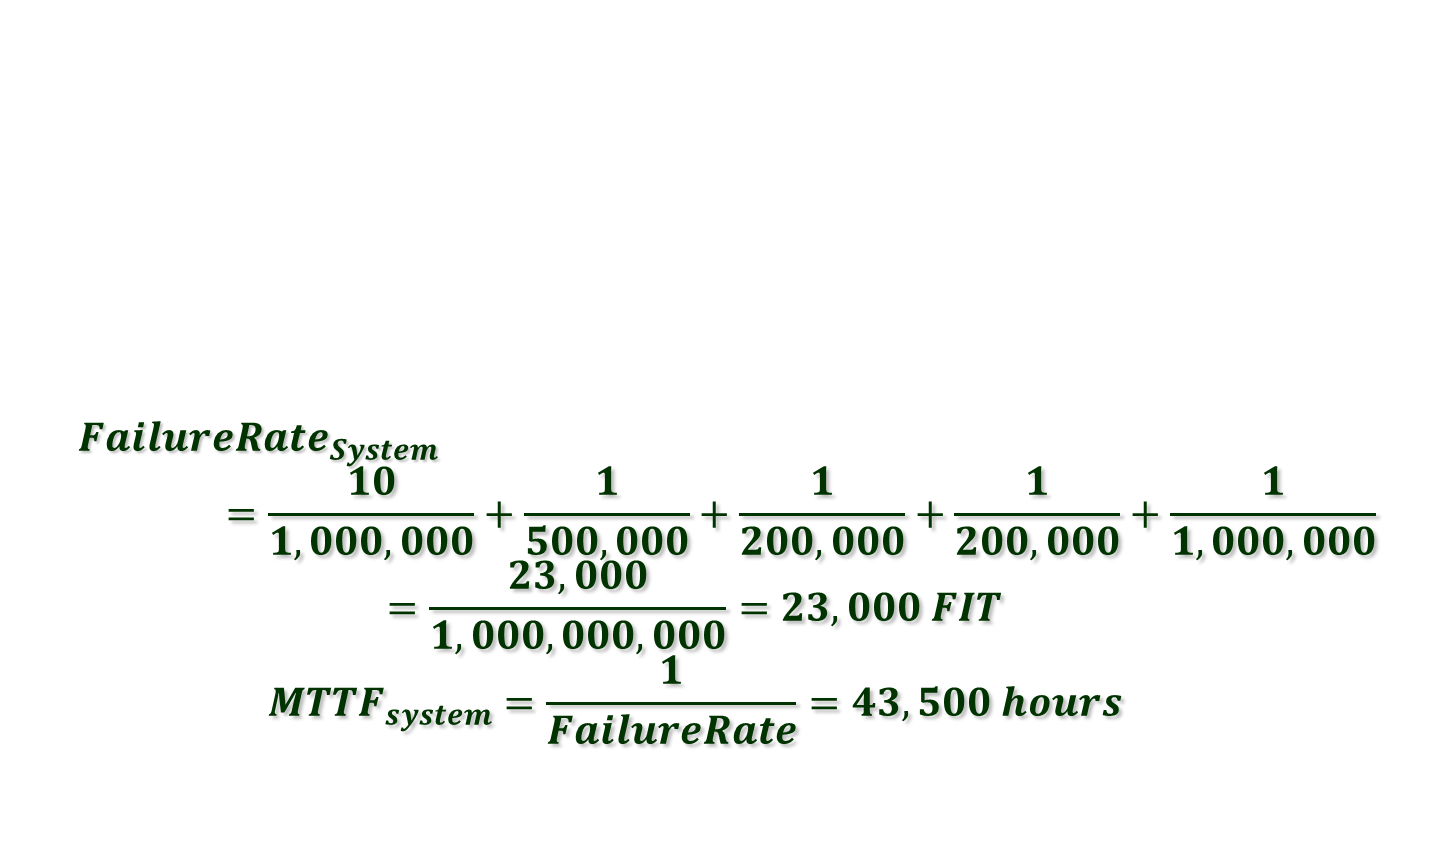 FailureRate_System
= 10/1,000,000 + 1/500,000 + 1/200,000 + 1/200,000 + 1/1,000,000
= 23,000/1,000,000,000 = 23,000 FIT
MTTF_system = 1/FailureRate = 43,500 hours